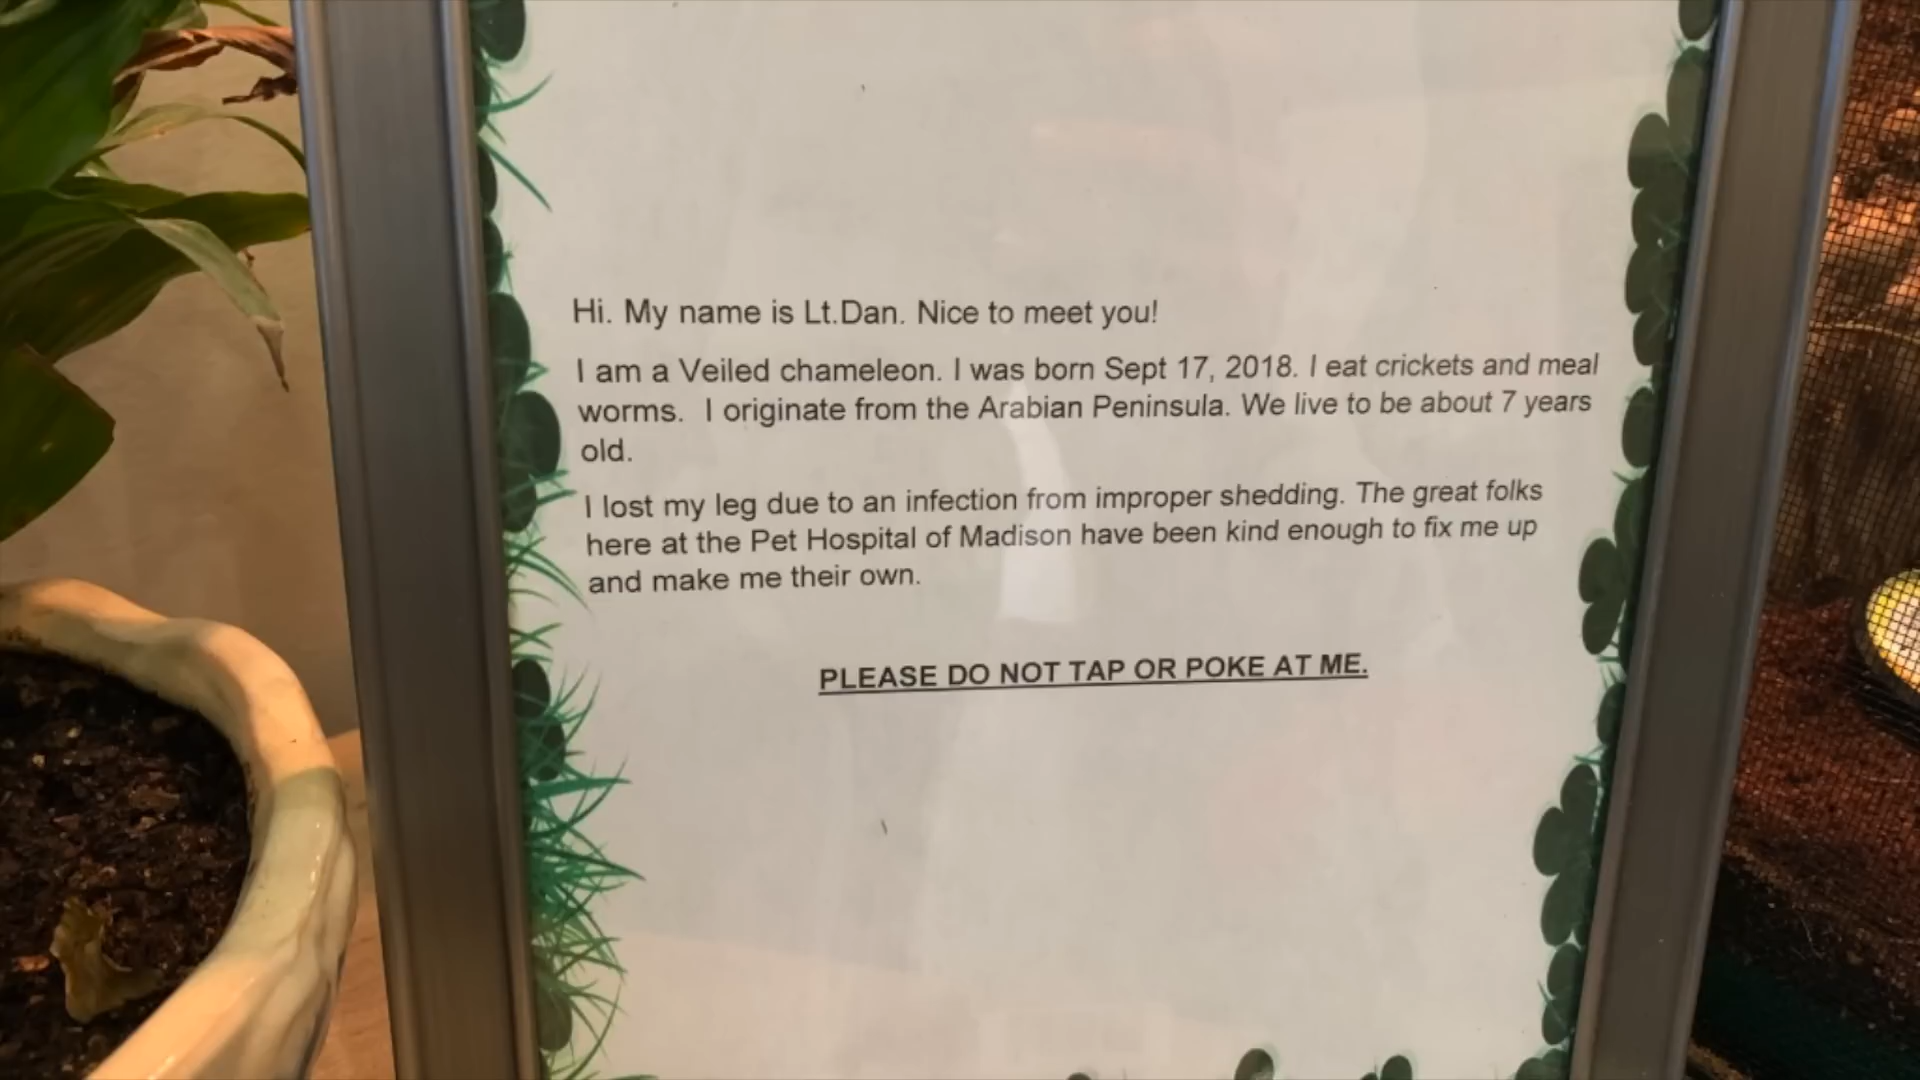 Hi. My name is Lt.Dan. Nice to meet you!
I am a Veiled chameleon. I was born Sept 17, 2018. I eat crickets and meal
worms.  I originate from the Arabian Peninsula. We live to be about 7 years
old.
I lost my leg due to an infection from improper shedding. The great folks
here at the Pet Hospital of Madison have been kind enough to fix me up
and make me their own.
PLEASE DO NOT TAP OR POKE AT ME.